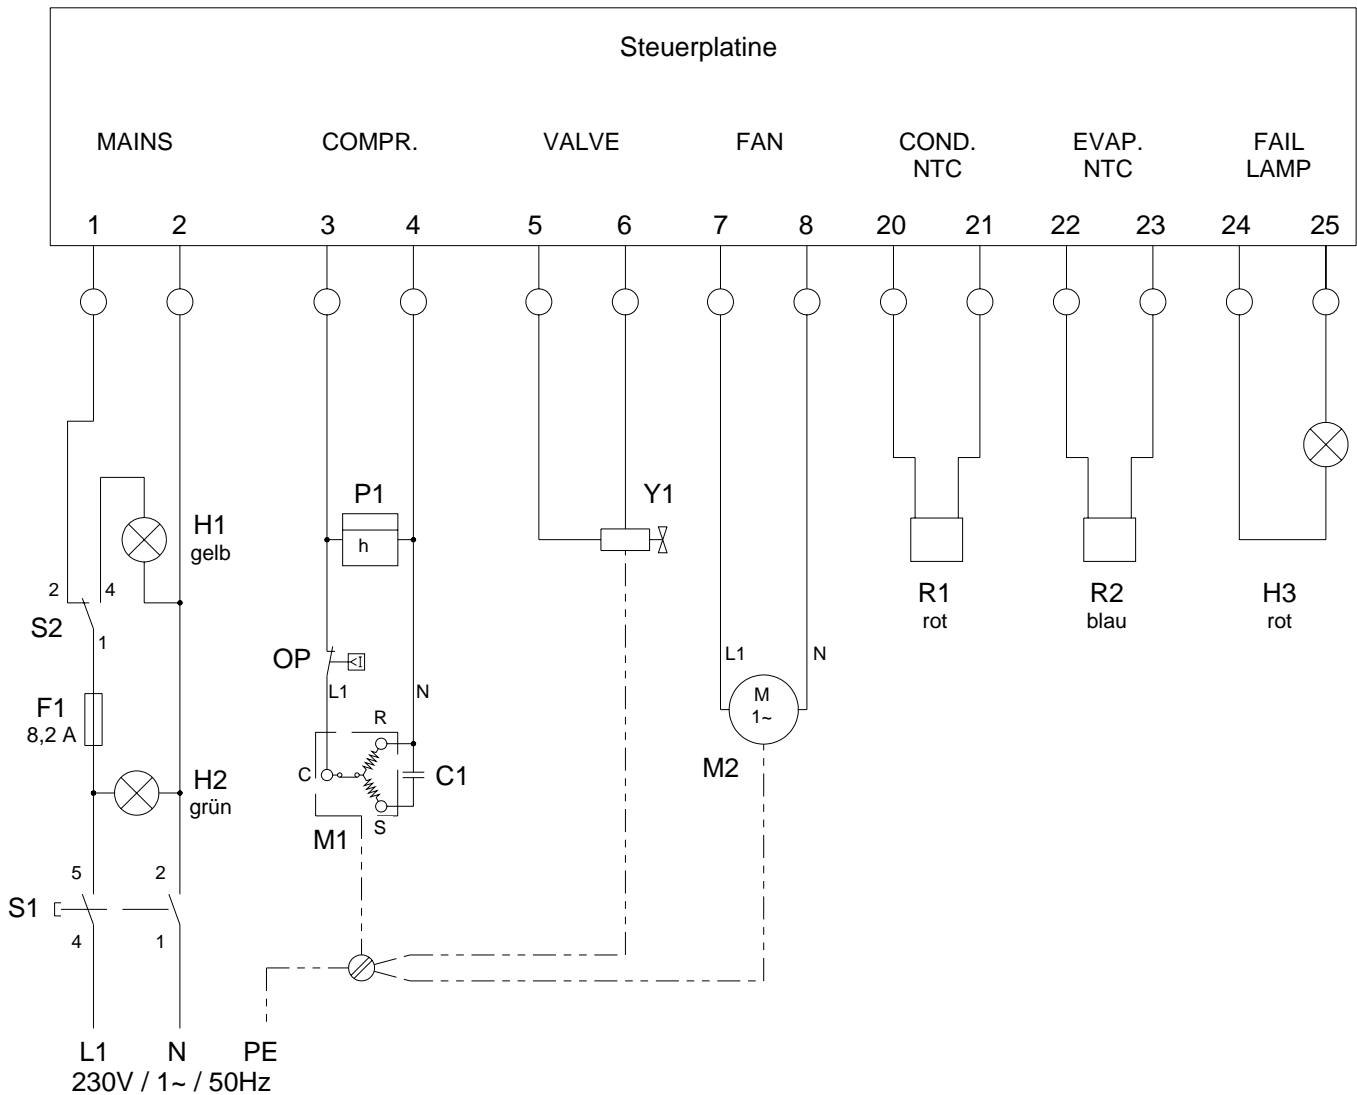 Steuerplatine
MAINS COMPR. VALVE FAN COND. NTC EVAP. NTC FAIL LAMP
1 2 3 4 5 6 7 8 20 21 22 23 24 25
P1
h
Y1
H1
gelb
2 4
S2
1
R1
rot
R2
blau
H3
rot
OP
<I
L1 N
L1 N
F1
8,2 A
M
1~
M2
R
C
S
C1
M1
H2
grün
5 2
S1
4 1
L1 N PE
230V / 1~ / 50Hz